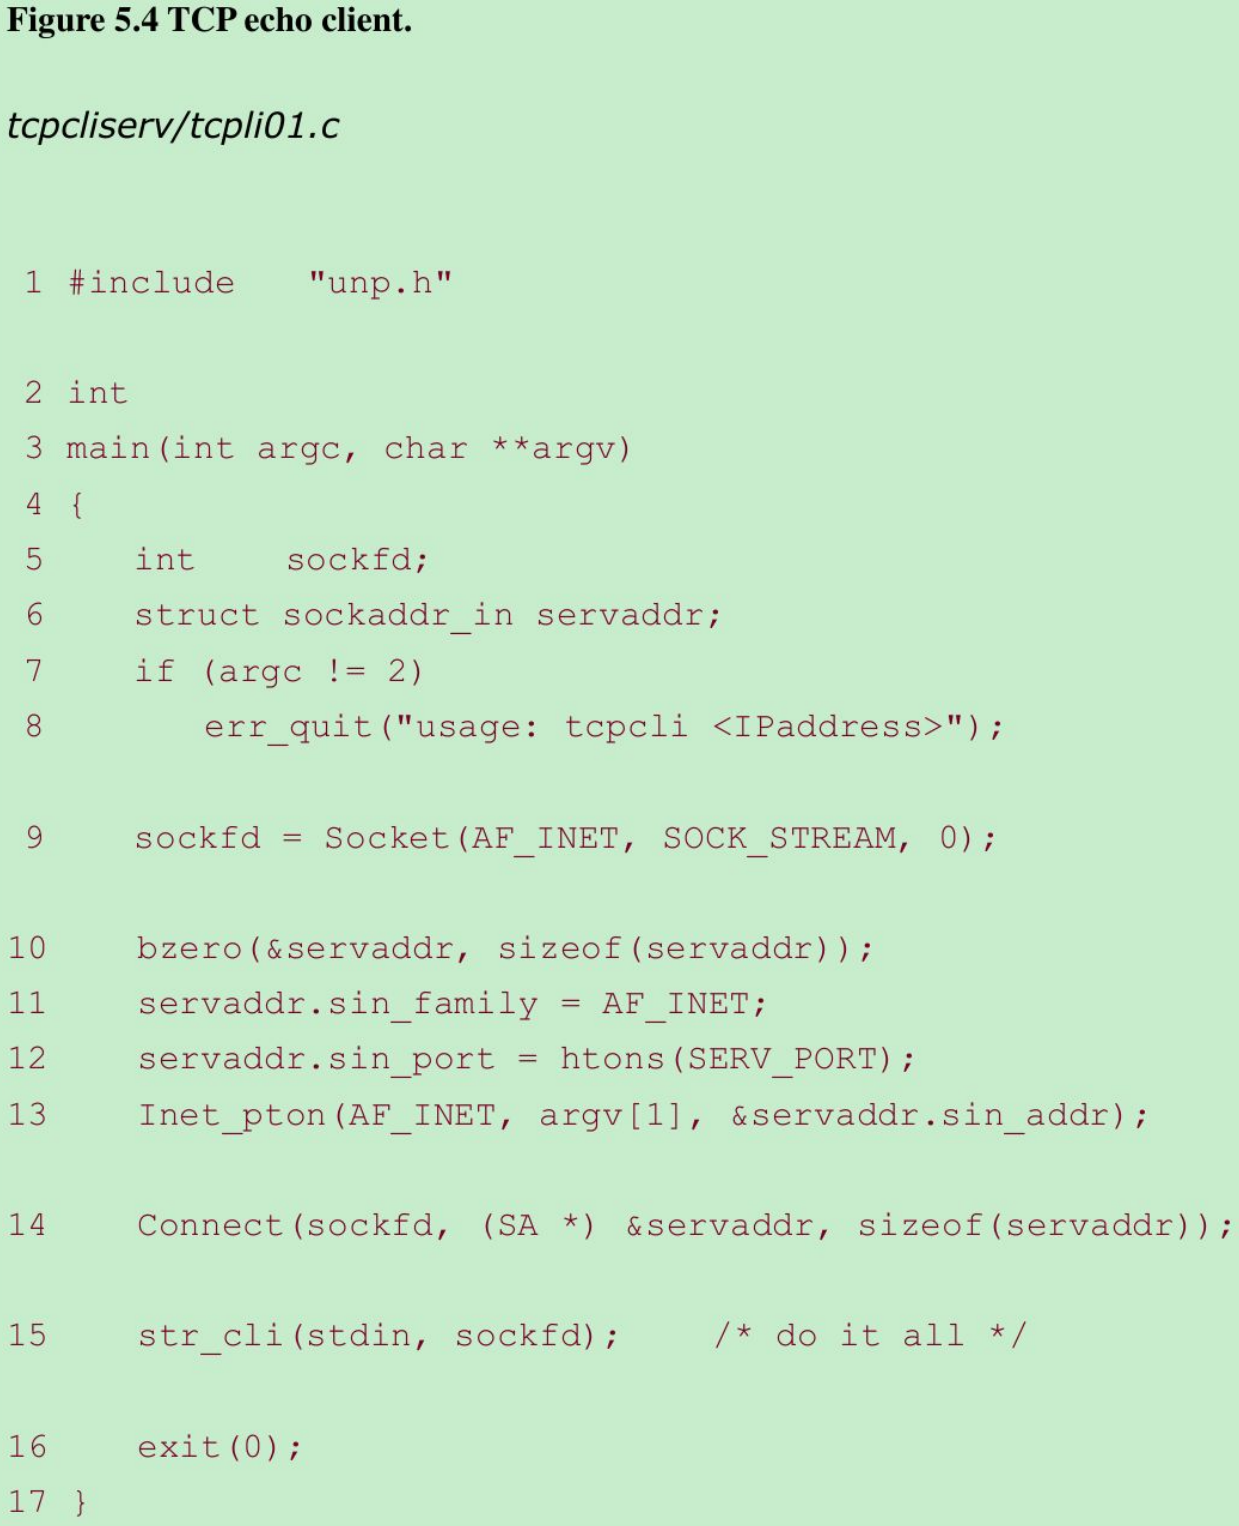 Figure 5.4 TCP echo client.
tcpcliserv/tcpli01.c
1 #include    "unp.h"
2 int
3 main(int argc, char **argv)
4 {
5     int     sockfd;
6     struct sockaddr_in servaddr;
7     if (argc != 2)
8         err_quit("usage: tcpcli <IPaddress>");
9     sockfd = Socket(AF_INET, SOCK_STREAM, 0);
10     bzero(&servaddr, sizeof(servaddr));
11     servaddr.sin_family = AF_INET;
12     servaddr.sin_port = htons(SERV_PORT);
13     Inet_pton(AF_INET, argv[1], &servaddr.sin_addr);
14     Connect(sockfd, (SA *) &servaddr, sizeof(servaddr));
15     str_cli(stdin, sockfd);     /* do it all */
16     exit(0);
17 }